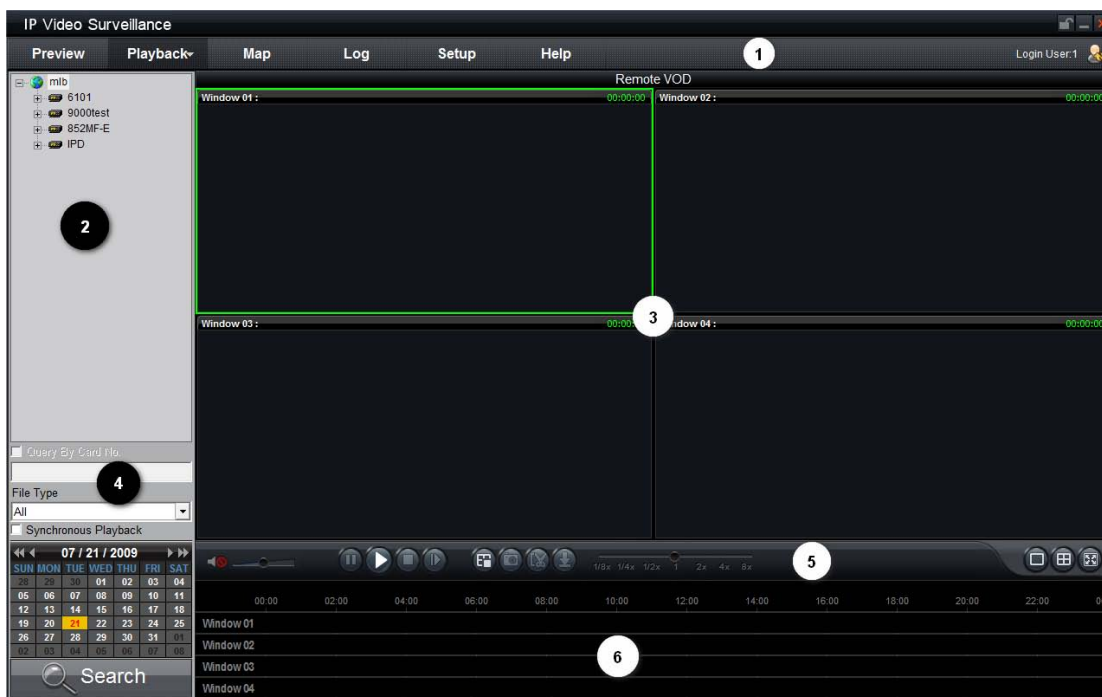 IP Video Surveillance
Preview Playback Map Log Setup Help 1 Login User:1
mlb
6101
9000test
852MF-E
IPD
2
Remote VOD
Window 01 : 00:00:00 Window 02 : 00:00:00
3
Window 03 : 00:00: ndow 04 : 00:00:00
Query By Card No.
4
File Type
All
Synchronous Playback
07 / 21 / 2009
SUN MON TUE WED THU FRI SAT
28 29 30 01 02 03 04
05 06 07 08 09 10 11
12 13 14 15 16 17 18
19 20 21 22 23 24 25
26 27 28 29 30 31 01
02 03 04 05 06 07 08
Search
1/8x 1/4x 1/2x 1 2x 4x 8x
5
00:00 02:00 04:00 06:00 08:00 10:00 12:00 14:00 16:00 18:00 20:00 22:00 0
Window 01
Window 02
6
Window 03
Window 04